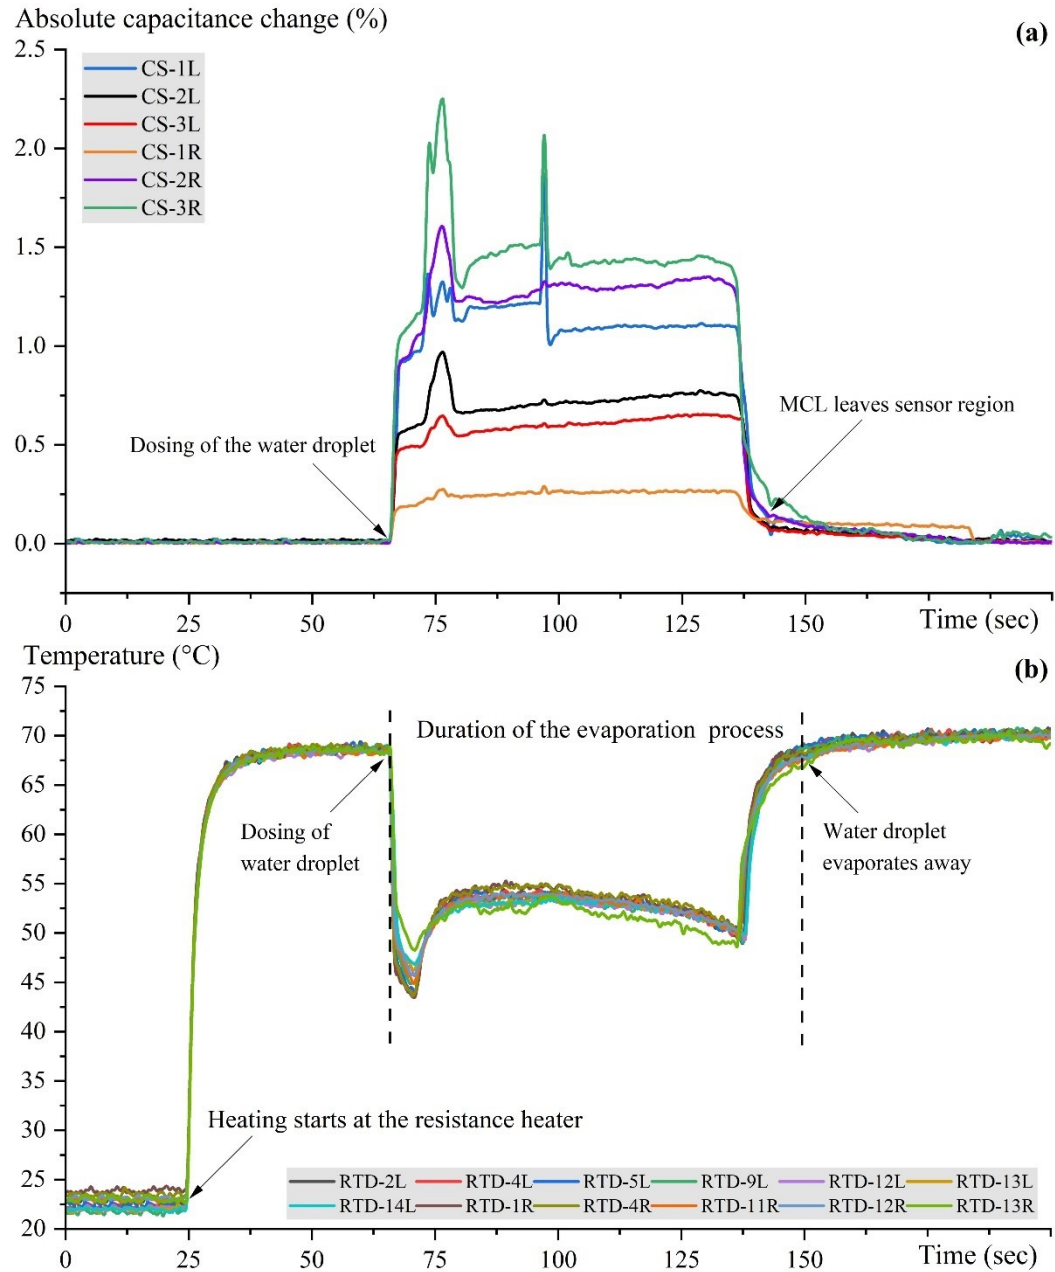 Absolute capacitance change (%)
(a)
2.5
2.0
1.5
1.0
0.5
0.0
CS-1L
CS-2L
CS-3L
CS-1R
CS-2R
CS-3R
Dosing of the water droplet
MCL leaves sensor region
0 25 50 75 100 125 150
Time (sec)
Temperature (°C)
(b)
75
70
65
60
55
50
45
40
35
30
25
20
Duration of the evaporation process
Dosing of
water droplet
Water droplet
evaporates away
Heating starts at the resistance heater
RTD-2L RTD-4L RTD-5L RTD-9L RTD-12L RTD-13L
RTD-14L RTD-1R RTD-4R RTD-11R RTD-12R RTD-13R
0 25 50 75 100 125 150
Time (sec)